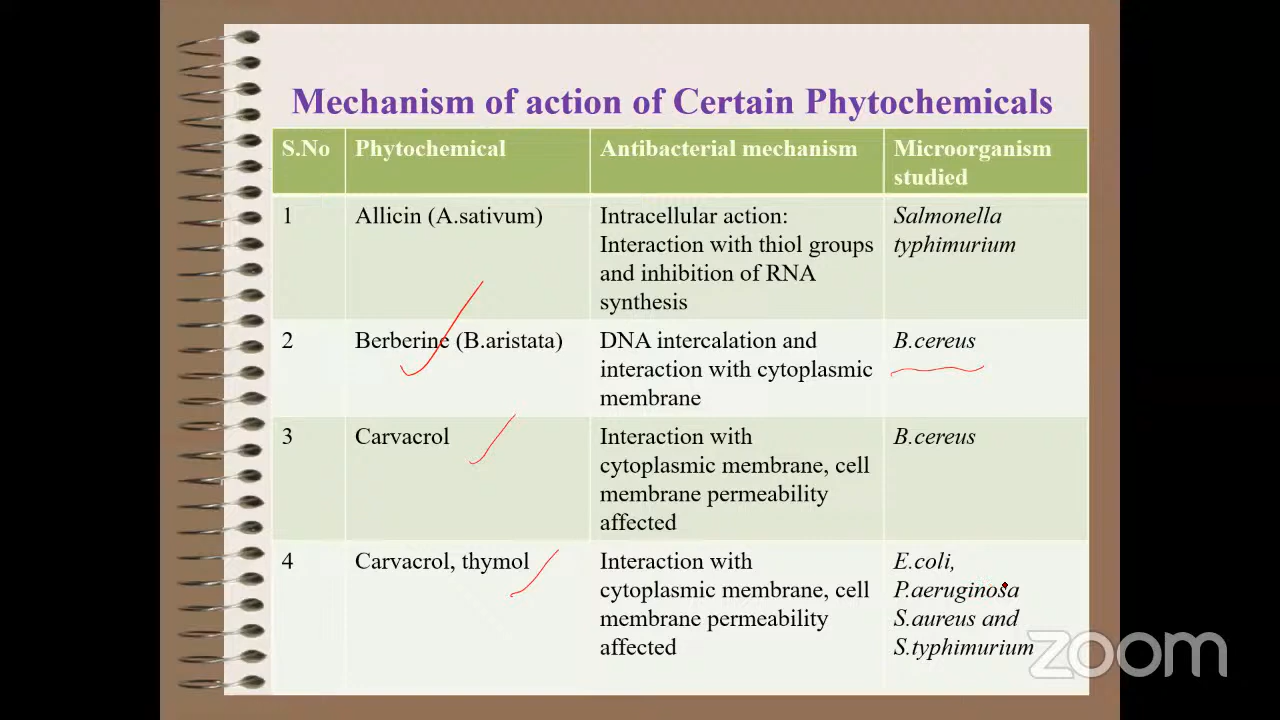 Mechanism of action of Certain Phytochemicals
S.No Phytochemical Antibacterial mechanism Microorganism
studied
1 Allicin (A.sativum) Intracellular action: Salmonella
Interaction with thiol groups typhimurium
and inhibition of RNA
synthesis
2 Berberine (B.aristata) DNA intercalation and B.cereus
interaction with cytoplasmic
membrane
3 Carvacrol Interaction with B.cereus
cytoplasmic membrane, cell
membrane permeability
affected
4 Carvacrol, thymol Interaction with E.coli,
cytoplasmic membrane, cell P.aeruginosa
membrane permeability S.aureus and
affected S.typhimurium
zoom